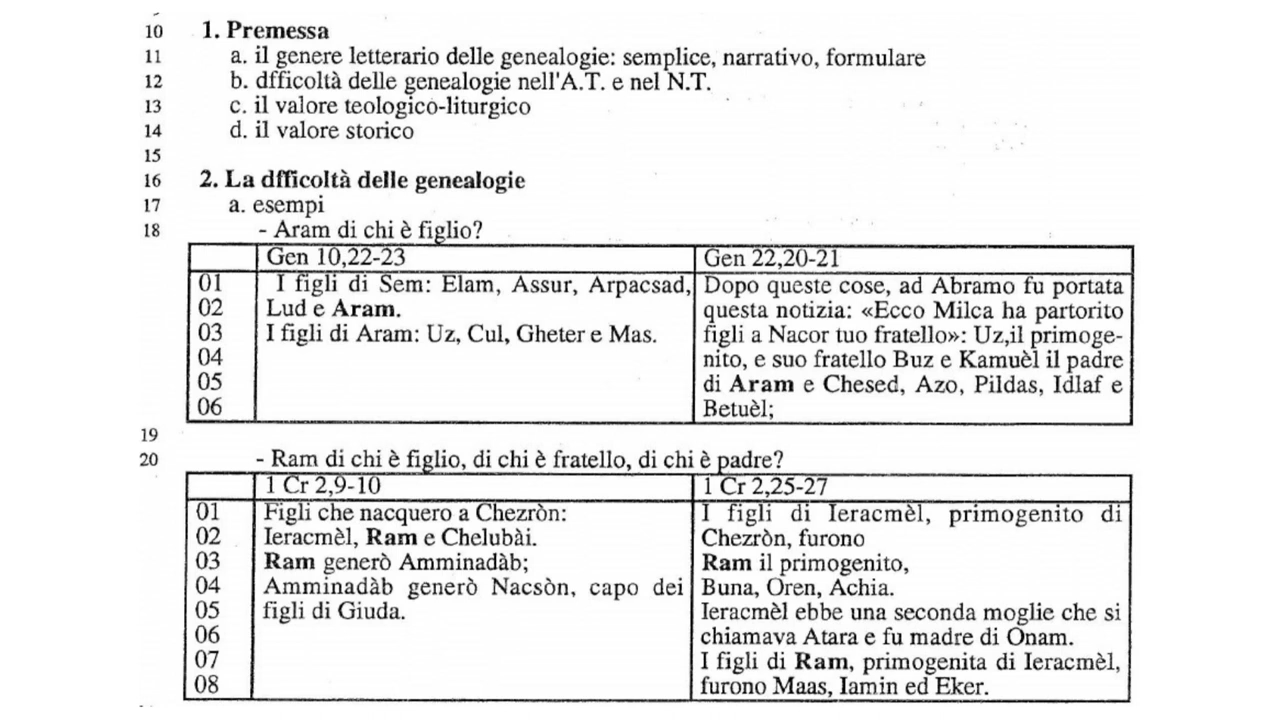 10 1. Premessa
11 a. il genere letterario delle genealogie: semplice, narrativo, formulare
12 b. dfficoltà delle genealogie nell'A.T. e nel N.T.
13 c. il valore teologico-liturgico
14 d. il valore storico
15
16 2. La dfficoltà delle genealogie
17 a. esempi
18 - Aram di chi è figlio?
Gen 10,22-23 Gen 22,20-21
01 I figli di Sem: Elam, Assur, Arpacsad, Dopo queste cose, ad Abramo fu portata
02 Lud e Aram. questa notizia: «Ecco Milca ha partorito
03 I figli di Aram: Uz, Cul, Gheter e Mas. figli a Nacor tuo fratello»: Uz,il primoge-
04 nito, e suo fratello Buz e Kamuèl il padre
05 di Aram e Chesed, Azo, Pildas, Idlaf e
06 Betuèl;
19
20 - Ram di chi è figlio, di chi è fratello, di chi è padre?
1 Cr 2,9-10 1 Cr 2,25-27
01 Figli che nacquero a Chezròn: I figli di Ieracmèl, primogenito di
02 Ieracmèl, Ram e Chelubài. Chezròn, furono
03 Ram generò Amminadàb; Ram il primogenito,
04 Amminadàb generò Nacsòn, capo dei Buna, Oren, Achia.
05 figli di Giuda. Ieracmèl ebbe una seconda moglie che si
06 chiamava Atara e fu madre di Onam.
07 I figli di Ram, primogenita di Ieracmèl,
08 furono Maas, Iamin ed Eker.